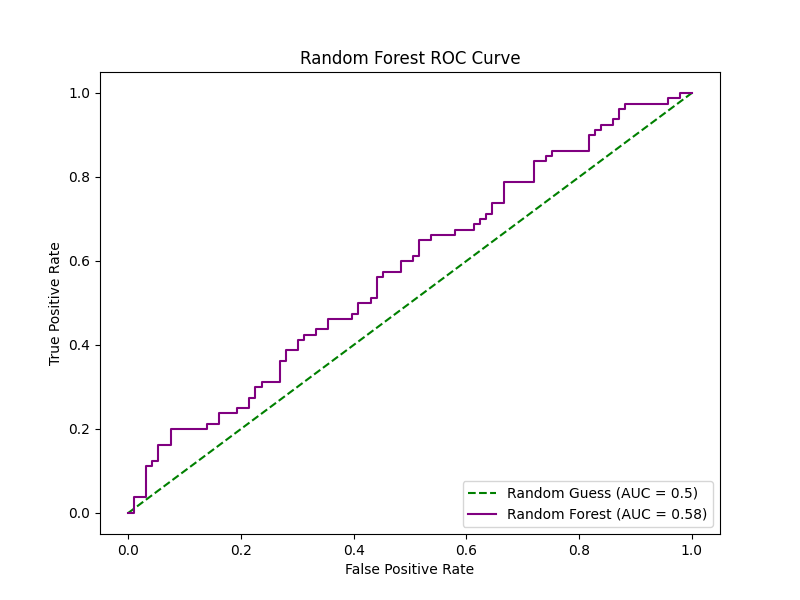 Random Forest ROC Curve
True Positive Rate
1.0
0.8
0.6
0.4
0.2
0.0
Random Guess (AUC = 0.5)
Random Forest (AUC = 0.58)
0.0 0.2 0.4 0.6 0.8 1.0
False Positive Rate